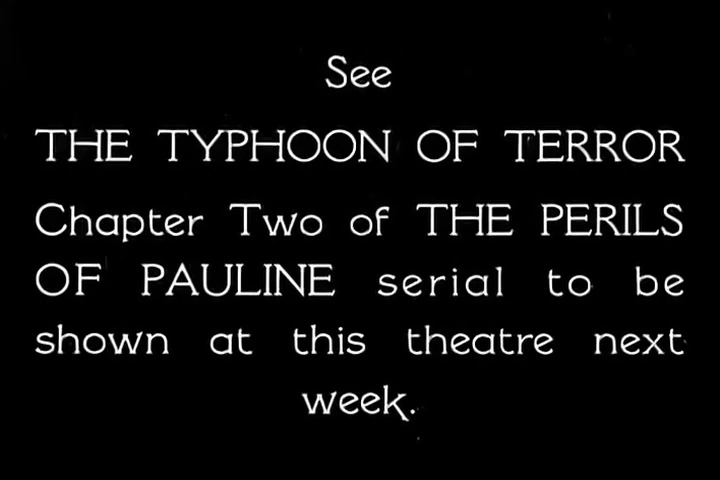 See
THE TYPHOON OF TERROR
Chapter Two of THE PERILS
OF PAULINE serial to be
shown at this theatre next
week.